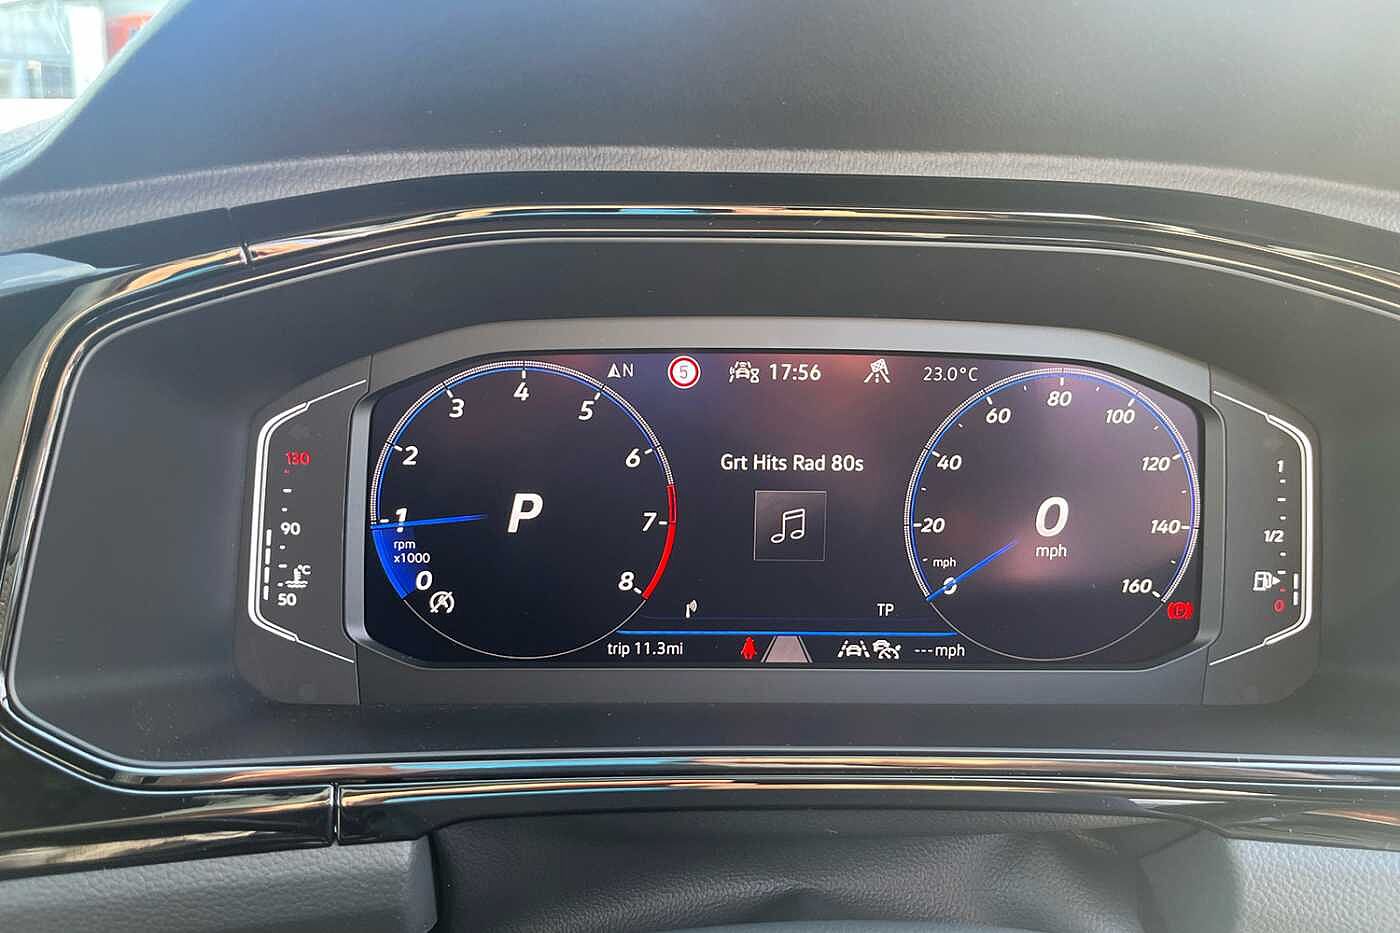 N 5 17:56 23.0°C
Grt Hits Rad 80s
0 1 2 3 4 5 6 7 8
rpm
x1000
P
0 20 40 60 80 100 120 140 160
mph
0
mph
TP
trip 11.3mi
--- mph
130
90
°C
50
1
1/2
0
(P)